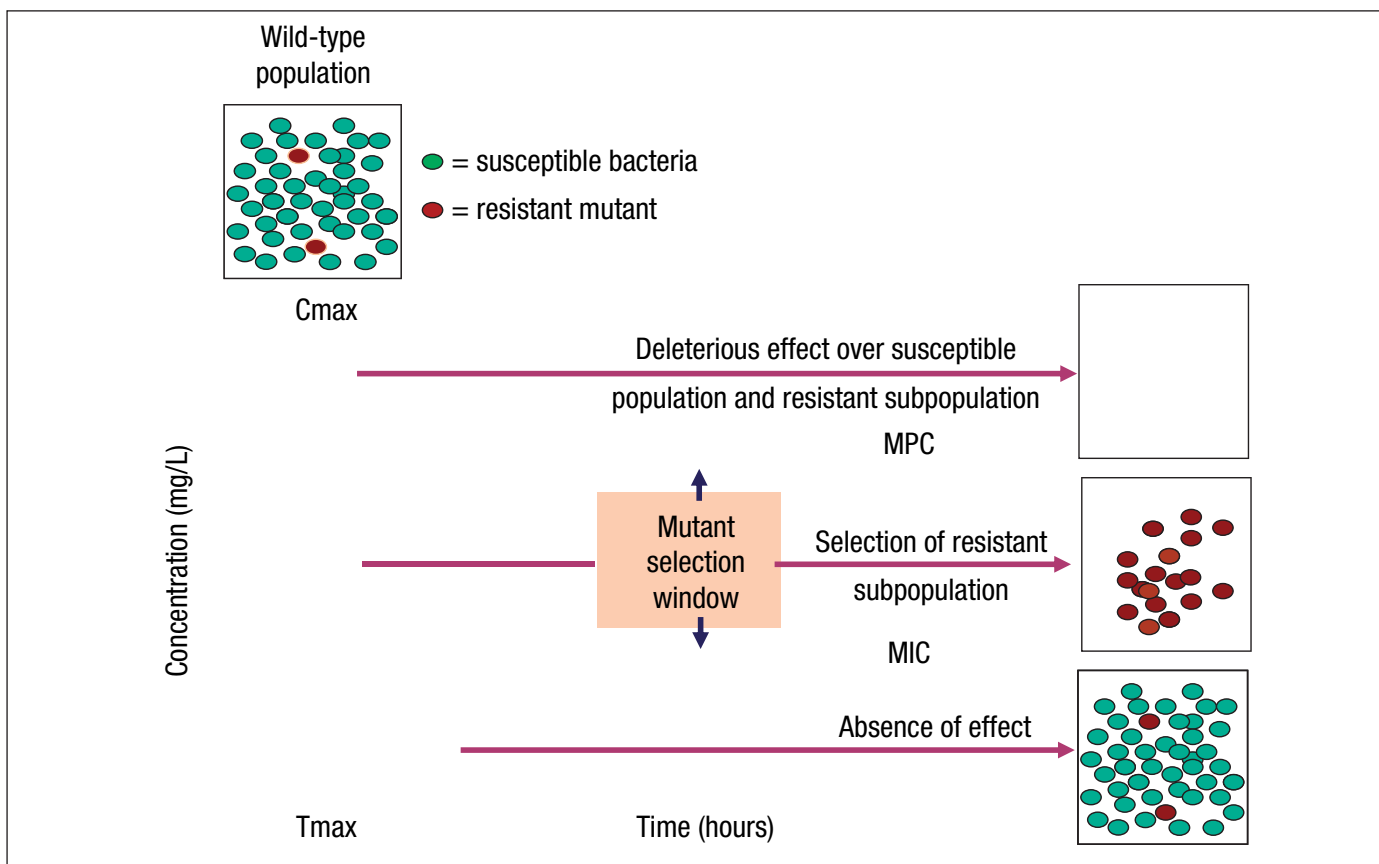 Wild-type
population
= susceptible bacteria
= resistant mutant
Cmax
Deleterious effect over susceptible
population and resistant subpopulation
MPC
Concentration (mg/L)
Mutant
selection
window
Selection of resistant
subpopulation
MIC
Absence of effect
Tmax
Time (hours)